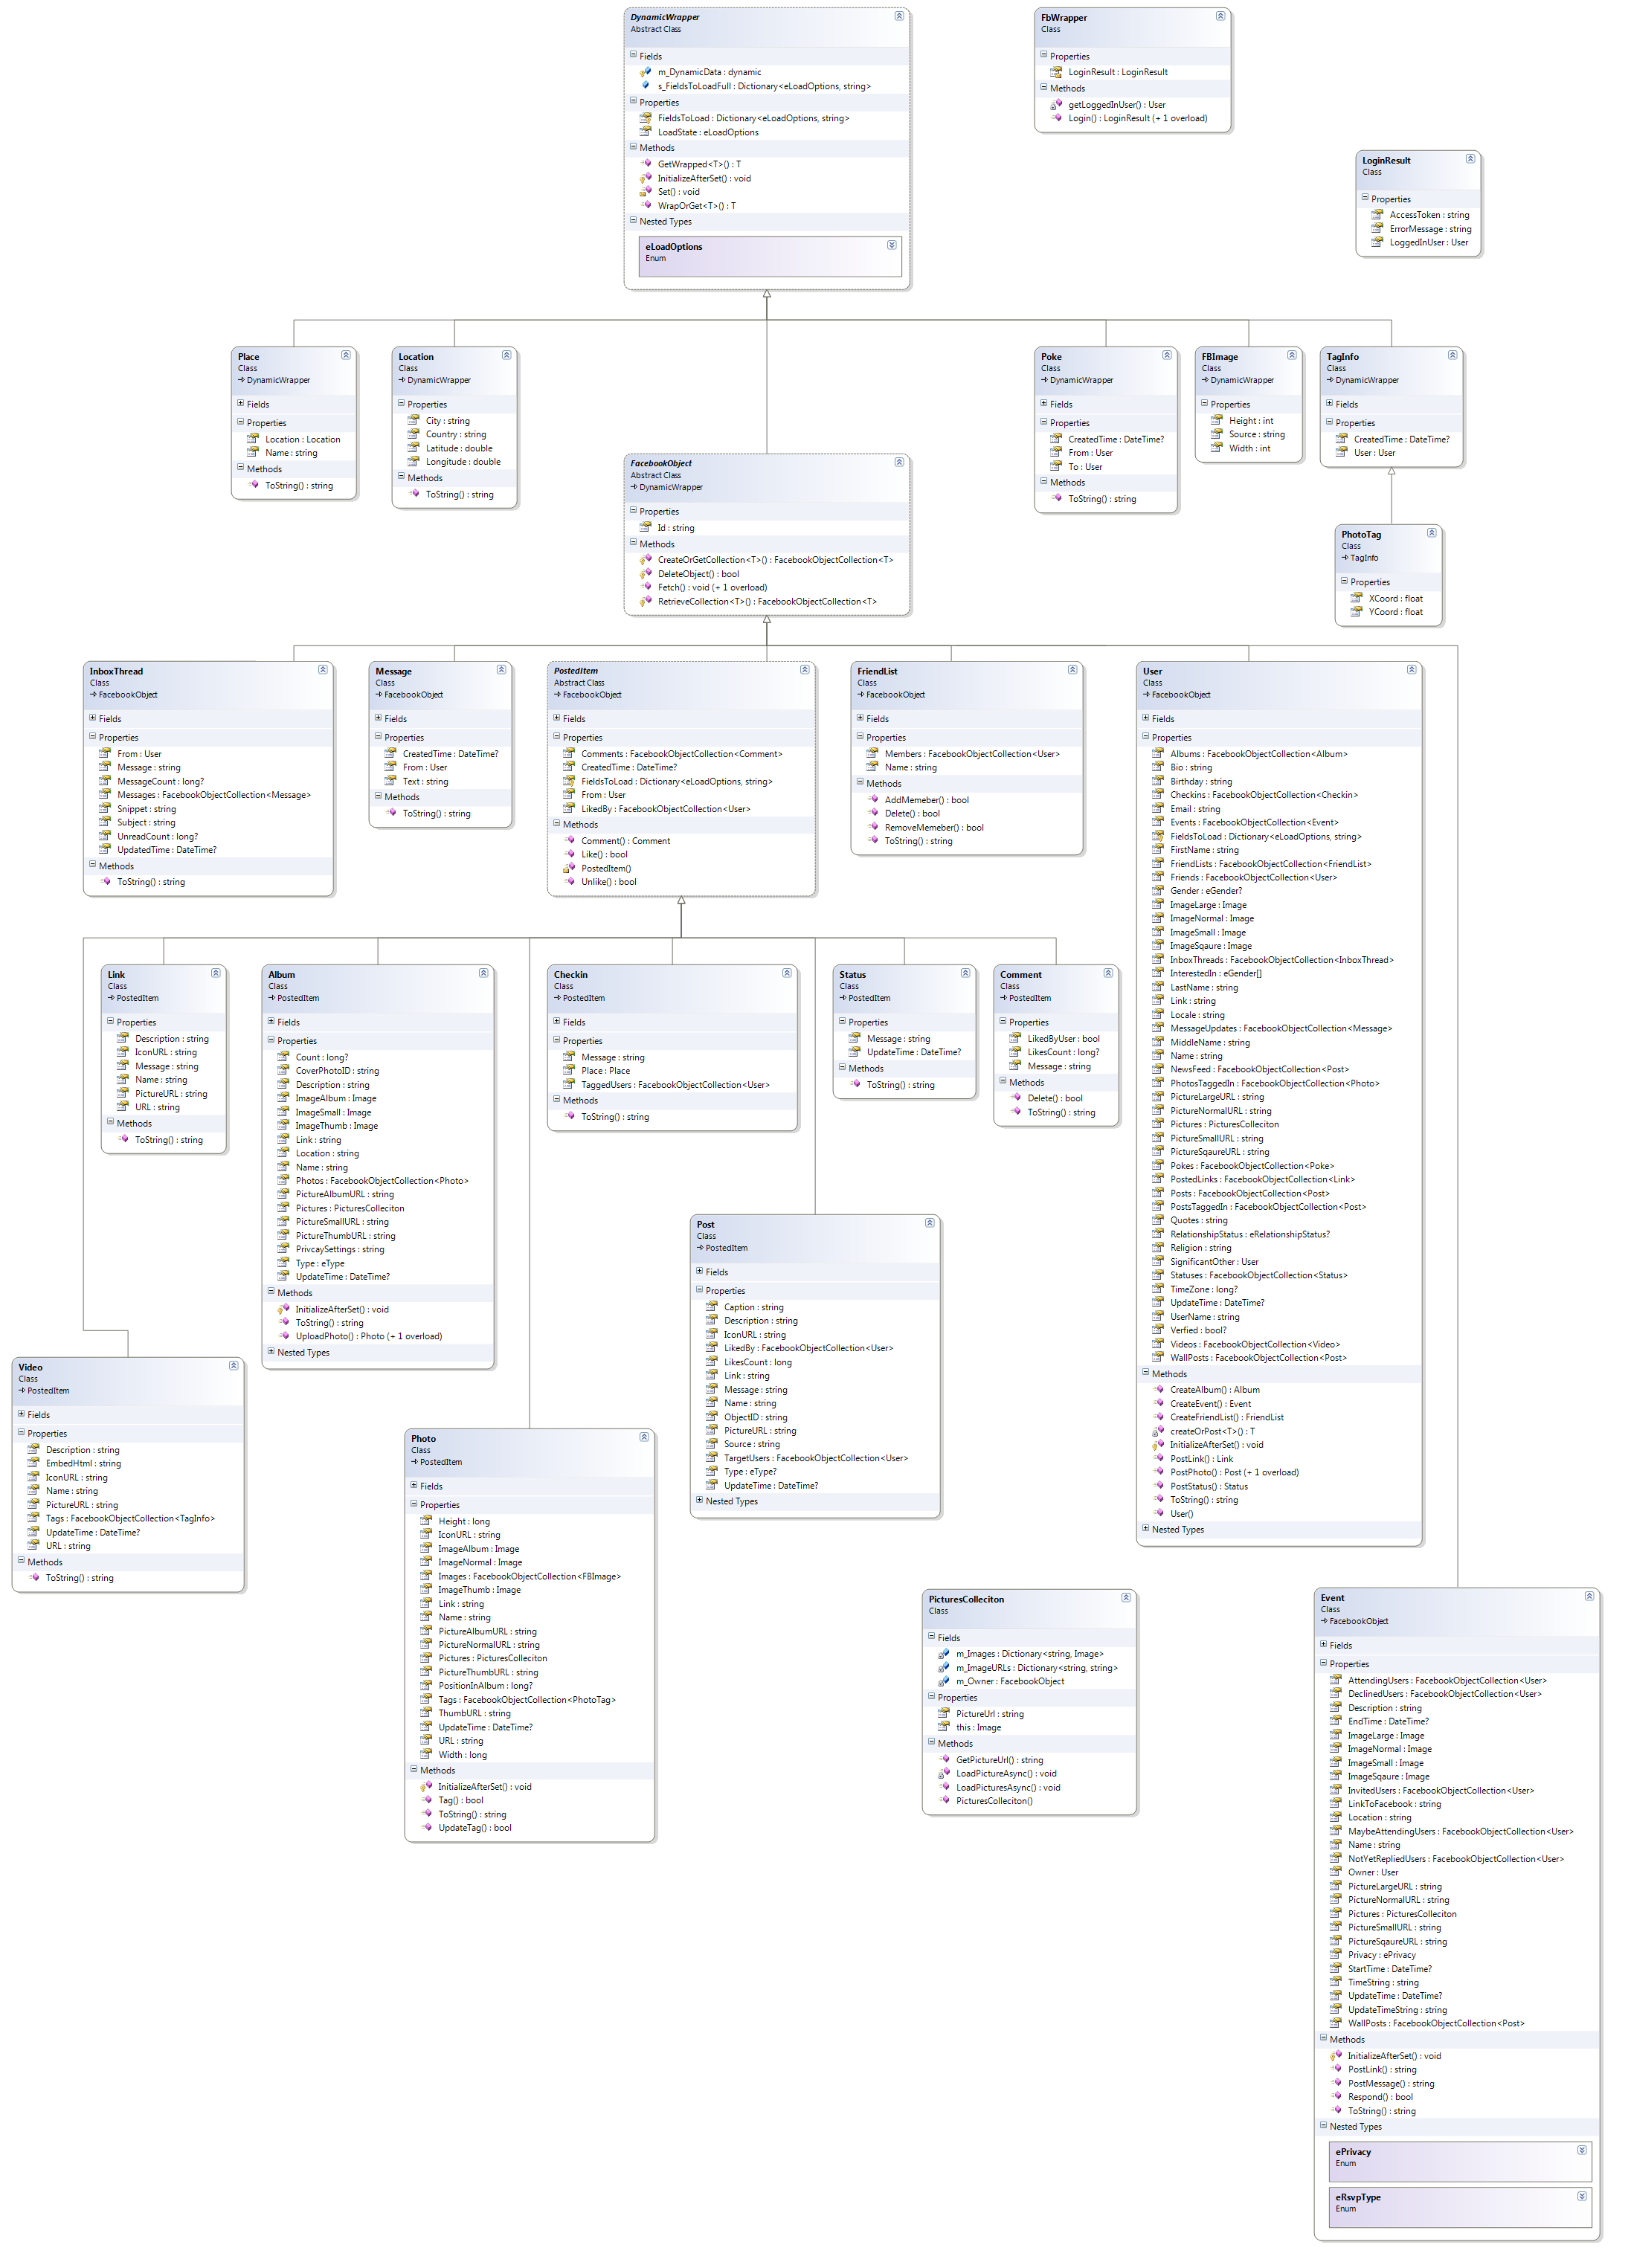 DynamicWrapper
Abstract Class
Fields
m_DynamicData : dynamic
s_FieldsToLoadFull : Dictionary<eLoadOptions, string>
Properties
FieldsToLoad : Dictionary<eLoadOptions, string>
LoadState : eLoadOptions
Methods
GetWrapped<T>() : T
InitializeAfterSet() : void
Set() : void
WrapOrGet<T>() : T
Nested Types
eLoadOptions
Enum
FbWrapper
Class
Properties
LoginResult : LoginResult
Methods
getLoggedInUser() : User
Login() : LoginResult (+ 1 overload)
LoginResult
Class
Properties
AccessToken : string
ErrorMessage : string
LoggedInUser : User
Place
Class
DynamicWrapper
Fields
Properties
Location : Location
Name : string
Methods
ToString() : string
Location
Class
DynamicWrapper
Properties
City : string
Country : string
Latitude : double
Longitude : double
Methods
ToString() : string
FacebookObject
Abstract Class
DynamicWrapper
Properties
Id : string
Methods
CreateOrGetCollection<T>() : FacebookObjectCollection<T>
DeleteObject() : bool
Fetch() : void (+ 1 overload)
RetrieveCollection<T>() : FacebookObjectCollection<T>
Poke
Class
DynamicWrapper
Fields
Properties
CreatedTime : DateTime?
From : User
To : User
Methods
ToString() : string
FBImage
Class
DynamicWrapper
Properties
Height : int
Source : string
Width : int
TagInfo
Class
DynamicWrapper
Fields
Properties
CreatedTime : DateTime?
User : User
PhotoTag
Class
TagInfo
Properties
XCoord : float
YCoord : float
InboxThread
Class
FacebookObject
Fields
Properties
From : User
Message : string
MessageCount : long?
Messages : FacebookObjectCollection<Message>
Snippet : string
Subject : string
UnreadCount : long?
UpdatedTime : DateTime?
Methods
ToString() : string
Message
Class
FacebookObject
Fields
Properties
CreatedTime : DateTime?
From : User
Text : string
Methods
ToString() : string
PostedItem
Abstract Class
FacebookObject
Fields
Properties
Comments : FacebookObjectCollection<Comment>
CreatedTime : DateTime?
FieldsToLoad : Dictionary<eLoadOptions, string>
From : User
LikedBy : FacebookObjectCollection<User>
Methods
Comment() : Comment
Like() : bool
PostedItem()
Unlike() : bool
FriendList
Class
FacebookObject
Fields
Properties
Members : FacebookObjectCollection<User>
Name : string
Methods
AddMemeber() : bool
Delete() : bool
RemoveMemeber() : bool
ToString() : string
User
Class
FacebookObject
Fields
Properties
Albums : FacebookObjectCollection<Album>
Bio : string
Birthday : string
Checkins : FacebookObjectCollection<Checkin>
Email : string
Events : FacebookObjectCollection<Event>
FieldsToLoad : Dictionary<eLoadOptions, string>
FirstName : string
FriendLists : FacebookObjectCollection<FriendList>
Friends : FacebookObjectCollection<User>
Gender : eGender?
ImageLarge : Image
ImageNormal : Image
ImageSmall : Image
ImageSqaure : Image
InboxThreads : FacebookObjectCollection<InboxThread>
InterestedIn : eGender[]
LastName : string
Link : string
Locale : string
MessageUpdates : FacebookObjectCollection<Message>
MiddleName : string
Name : string
NewsFeed : FacebookObjectCollection<Post>
PhotosTaggedIn : FacebookObjectCollection<Photo>
PictureLargeURL : string
PictureNormalURL : string
Pictures : PicturesColleciton
PictureSmallURL : string
PictureSqaureURL : string
Pokes : FacebookObjectCollection<Poke>
PostedLinks : FacebookObjectCollection<Link>
Posts : FacebookObjectCollection<Post>
PostsTaggedIn : FacebookObjectCollection<Post>
Quotes : string
RelationshipStatus : eRelationshipStatus?
Religion : string
SignificantOther : User
Statuses : FacebookObjectCollection<Status>
TimeZone : long?
UpdateTime : DateTime?
UserName : string
Verfied : bool?
Videos : FacebookObjectCollection<Video>
WallPosts : FacebookObjectCollection<Post>
Methods
CreateAlbum() : Album
CreateEvent() : Event
CreateFriendList() : FriendList
createOrPost<T>() : T
InitializeAfterSet() : void
PostLink() : Link
PostPhoto() : Post (+ 1 overload)
PostStatus() : Status
ToString() : string
User()
Nested Types
Link
Class
PostedItem
Properties
Description : string
IconURL : string
Message : string
Name : string
PictureURL : string
URL : string
Methods
ToString() : string
Album
Class
PostedItem
Fields
Properties
Count : long?
CoverPhotoID : string
Description : string
ImageAlbum : Image
ImageSmall : Image
ImageThumb : Image
Link : string
Location : string
Name : string
Photos : FacebookObjectCollection<Photo>
PictureAlbumURL : string
Pictures : PicturesColleciton
PictureSmallURL : string
PictureThumbURL : string
PrivcaySettings : string
Type : eType
UpdateTime : DateTime?
Methods
InitializeAfterSet() : void
ToString() : string
UploadPhoto() : Photo (+ 1 overload)
Nested Types
Checkin
Class
PostedItem
Fields
Properties
Message : string
Place : Place
TaggedUsers : FacebookObjectCollection<User>
Methods
ToString() : string
Status
Class
PostedItem
Properties
Message : string
UpdateTime : DateTime?
Methods
ToString() : string
Comment
Class
PostedItem
Properties
LikedByUser : bool
LikesCount : long?
Message : string
Methods
Delete() : bool
ToString() : string
Post
Class
PostedItem
Fields
Properties
Caption : string
Description : string
IconURL : string
LikedBy : FacebookObjectCollection<User>
LikesCount : long
Link : string
Message : string
Name : string
ObjectID : string
PictureURL : string
Source : string
TargetUsers : FacebookObjectCollection<User>
Type : eType?
UpdateTime : DateTime?
Nested Types
Video
Class
PostedItem
Fields
Properties
Description : string
EmbedHtml : string
IconURL : string
Name : string
PictureURL : string
Tags : FacebookObjectCollection<TagInfo>
UpdateTime : DateTime?
URL : string
Methods
ToString() : string
Photo
Class
PostedItem
Fields
Properties
Height : long
IconURL : string
ImageAlbum : Image
ImageNormal : Image
Images : FacebookObjectCollection<FBImage>
ImageThumb : Image
Link : string
Name : string
PictureAlbumURL : string
PictureNormalURL : string
Pictures : PicturesColleciton
PictureThumbURL : string
PositionInAlbum : long?
Tags : FacebookObjectCollection<PhotoTag>
ThumbURL : string
UpdateTime : DateTime?
URL : string
Width : long
Methods
InitializeAfterSet() : void
Tag() : bool
ToString() : string
UpdateTag() : bool
PicturesColleciton
Class
Fields
m_Images : Dictionary<string, Image>
m_ImageURLs : Dictionary<string, string>
m_Owner : FacebookObject
Properties
PictureUrl : string
this : Image
Methods
GetPictureUrl() : string
LoadPictureAsync() : void
LoadPicturesAsync() : void
PicturesColleciton()
Event
Class
FacebookObject
Fields
Properties
AttendingUsers : FacebookObjectCollection<User>
DeclinedUsers : FacebookObjectCollection<User>
Description : string
EndTime : DateTime?
ImageLarge : Image
ImageNormal : Image
ImageSmall : Image
ImageSqaure : Image
InvitedUsers : FacebookObjectCollection<User>
LinkToFacebook : string
Location : string
MaybeAttendingUsers : FacebookObjectCollection<User>
Name : string
NotYetRepliedUsers : FacebookObjectCollection<User>
Owner : User
PictureLargeURL : string
PictureNormalURL : string
Pictures : PicturesColleciton
PictureSmallURL : string
PictureSqaureURL : string
Privacy : ePrivacy
StartTime : DateTime?
TimeString : string
UpdateTime : DateTime?
UpdateTimeString : string
WallPosts : FacebookObjectCollection<Post>
Methods
InitializeAfterSet() : void
PostLink() : string
PostMessage() : string
Respond() : bool
ToString() : string
Nested Types
ePrivacy
Enum
eRsvpType
Enum